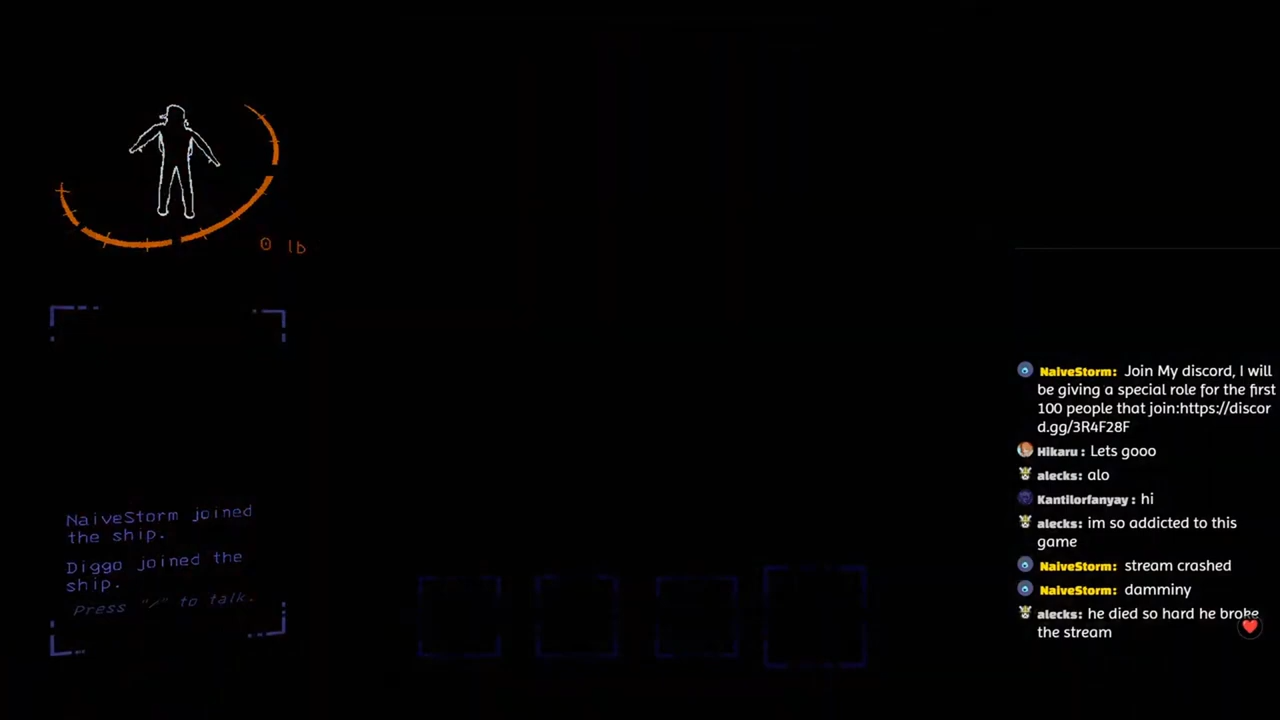 0 lb
NaiveStorm joined
the ship.
Diggo joined the
ship.
Press "/" to talk.
NaiveStorm: Join My discord, I will
be giving a special role for the first
100 people that join:https://discor
d.gg/3R4F28F
Hikaru : Lets gooo
alecks: alo
Kantilorfanyay : hi
alecks: im so addicted to this
game
NaiveStorm: stream crashed
NaiveStorm: damminy
alecks: he died so hard he broke
the stream